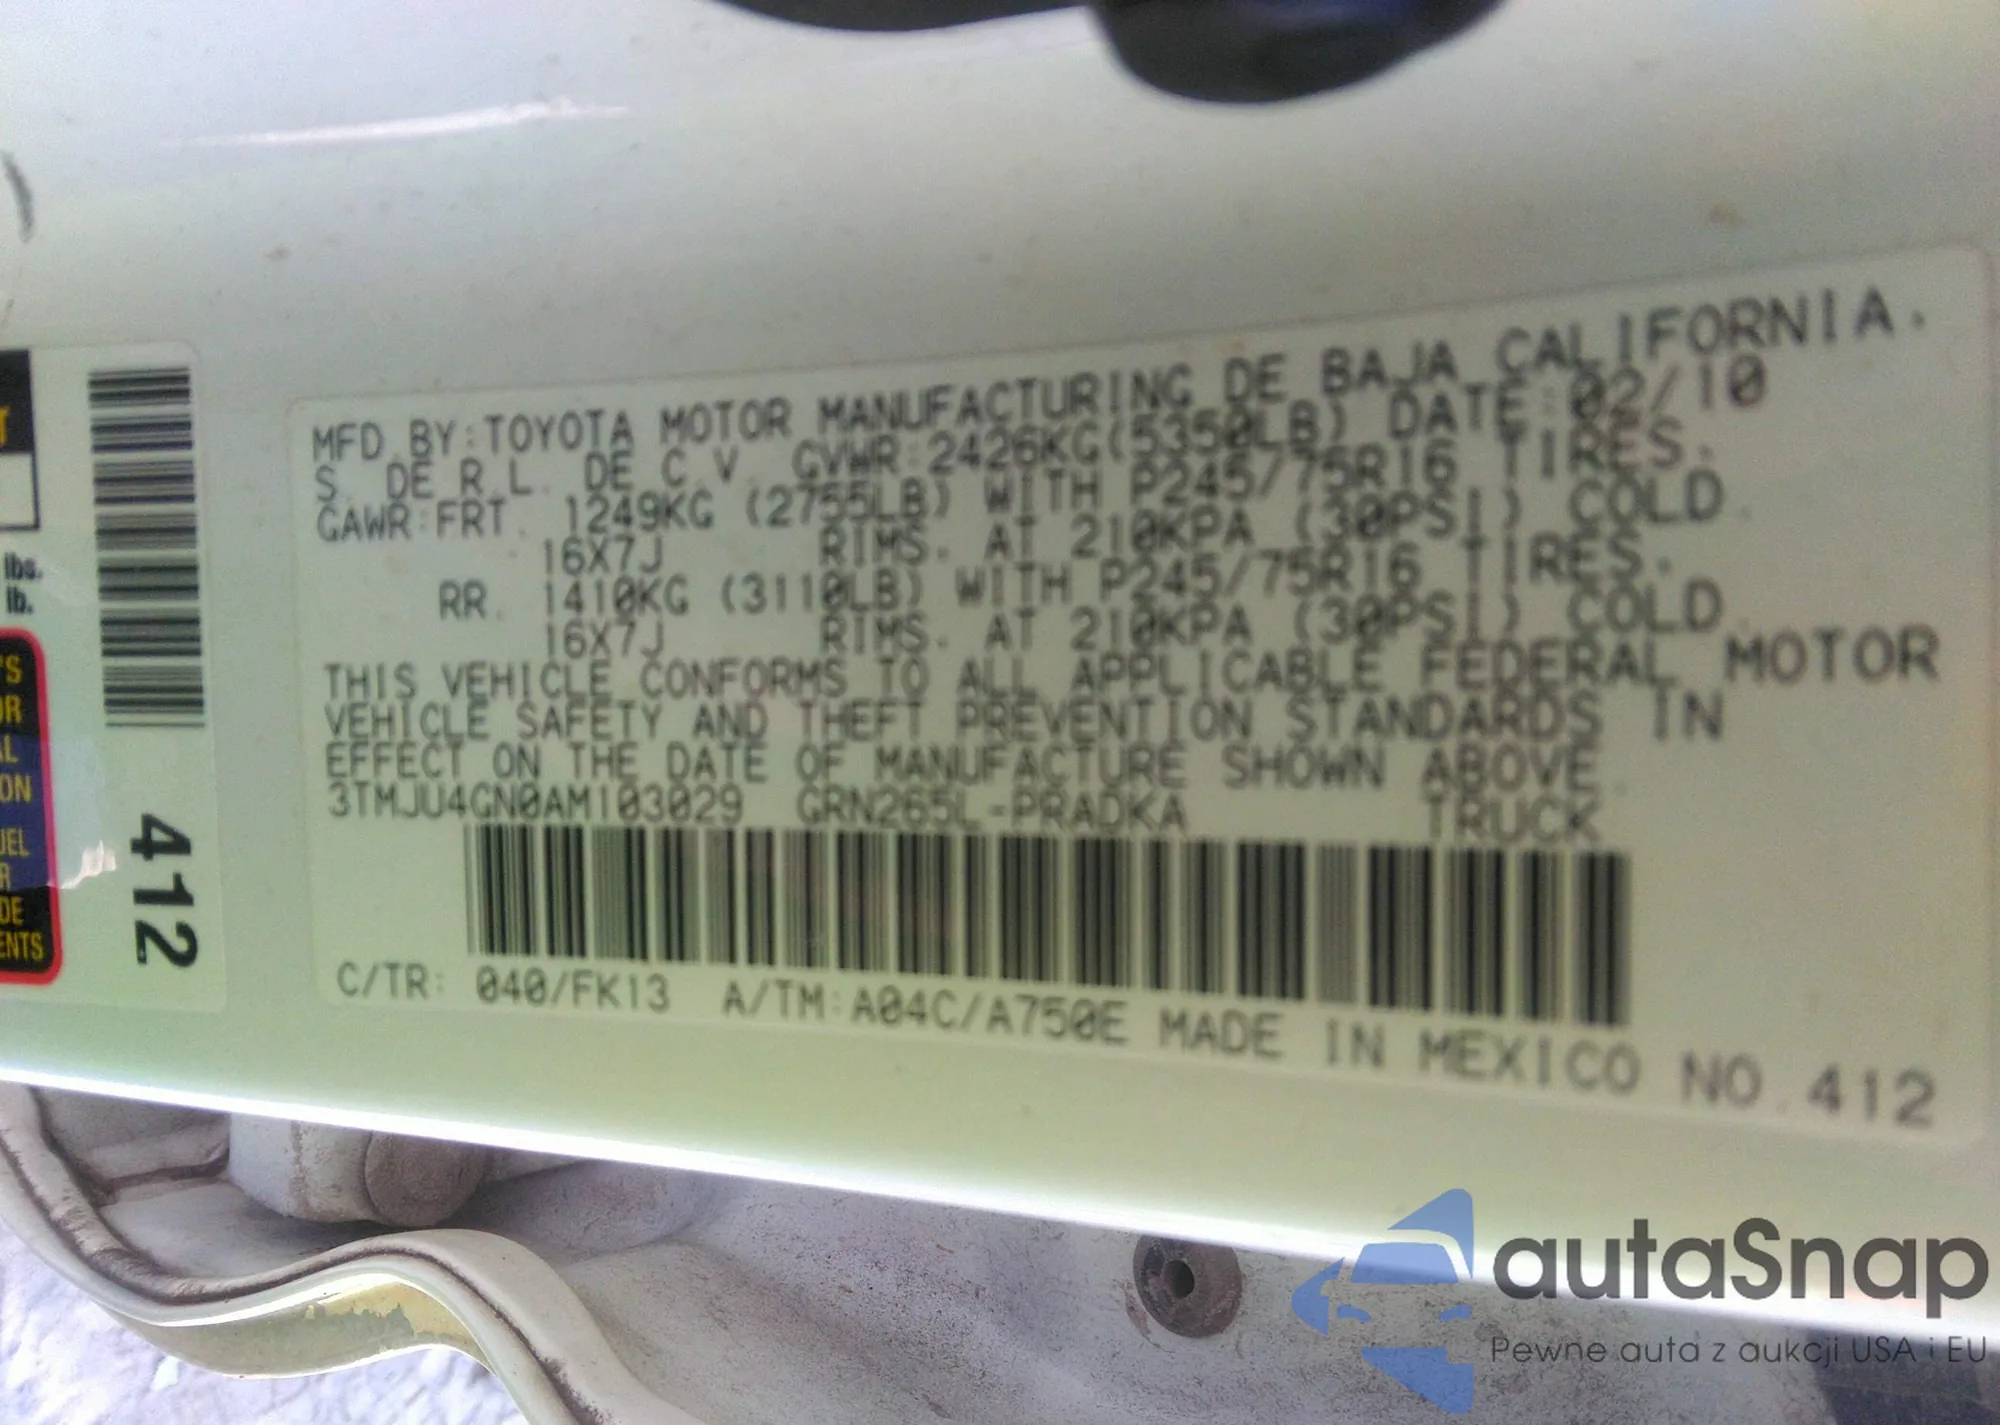 MFD.BY:TOYOTA MOTOR MANUFACTURING DE BAJA CALIFORNIA.
S. DE R.L. DE C.V. GVWR:2426KG(5350LB) DATE:02/10
GAWR:FRT. 1249KG (2755LB) WITH P245/75R16 TIRES.
16X7J RIMS. AT 210KPA (30PSI) COLD.
RR. 1410KG (3110LB) WITH P245/75R16 TIRES.
16X7J RIMS. AT 210KPA (30PSI) COLD.
THIS VEHICLE CONFORMS TO ALL APPLICABLE FEDERAL MOTOR
VEHICLE SAFETY AND THEFT PREVENTION STANDARDS IN
EFFECT ON THE DATE OF MANUFACTURE SHOWN ABOVE.
3TMJU4GN0AM103029 GRN265L-PRADKA TRUCK
C/TR: 040/FK13 A/TM:A04C/A750E MADE IN MEXICO NO.412
412
lbs.
lb.
autaSnap
Pewne auta z aukcji USA i EU